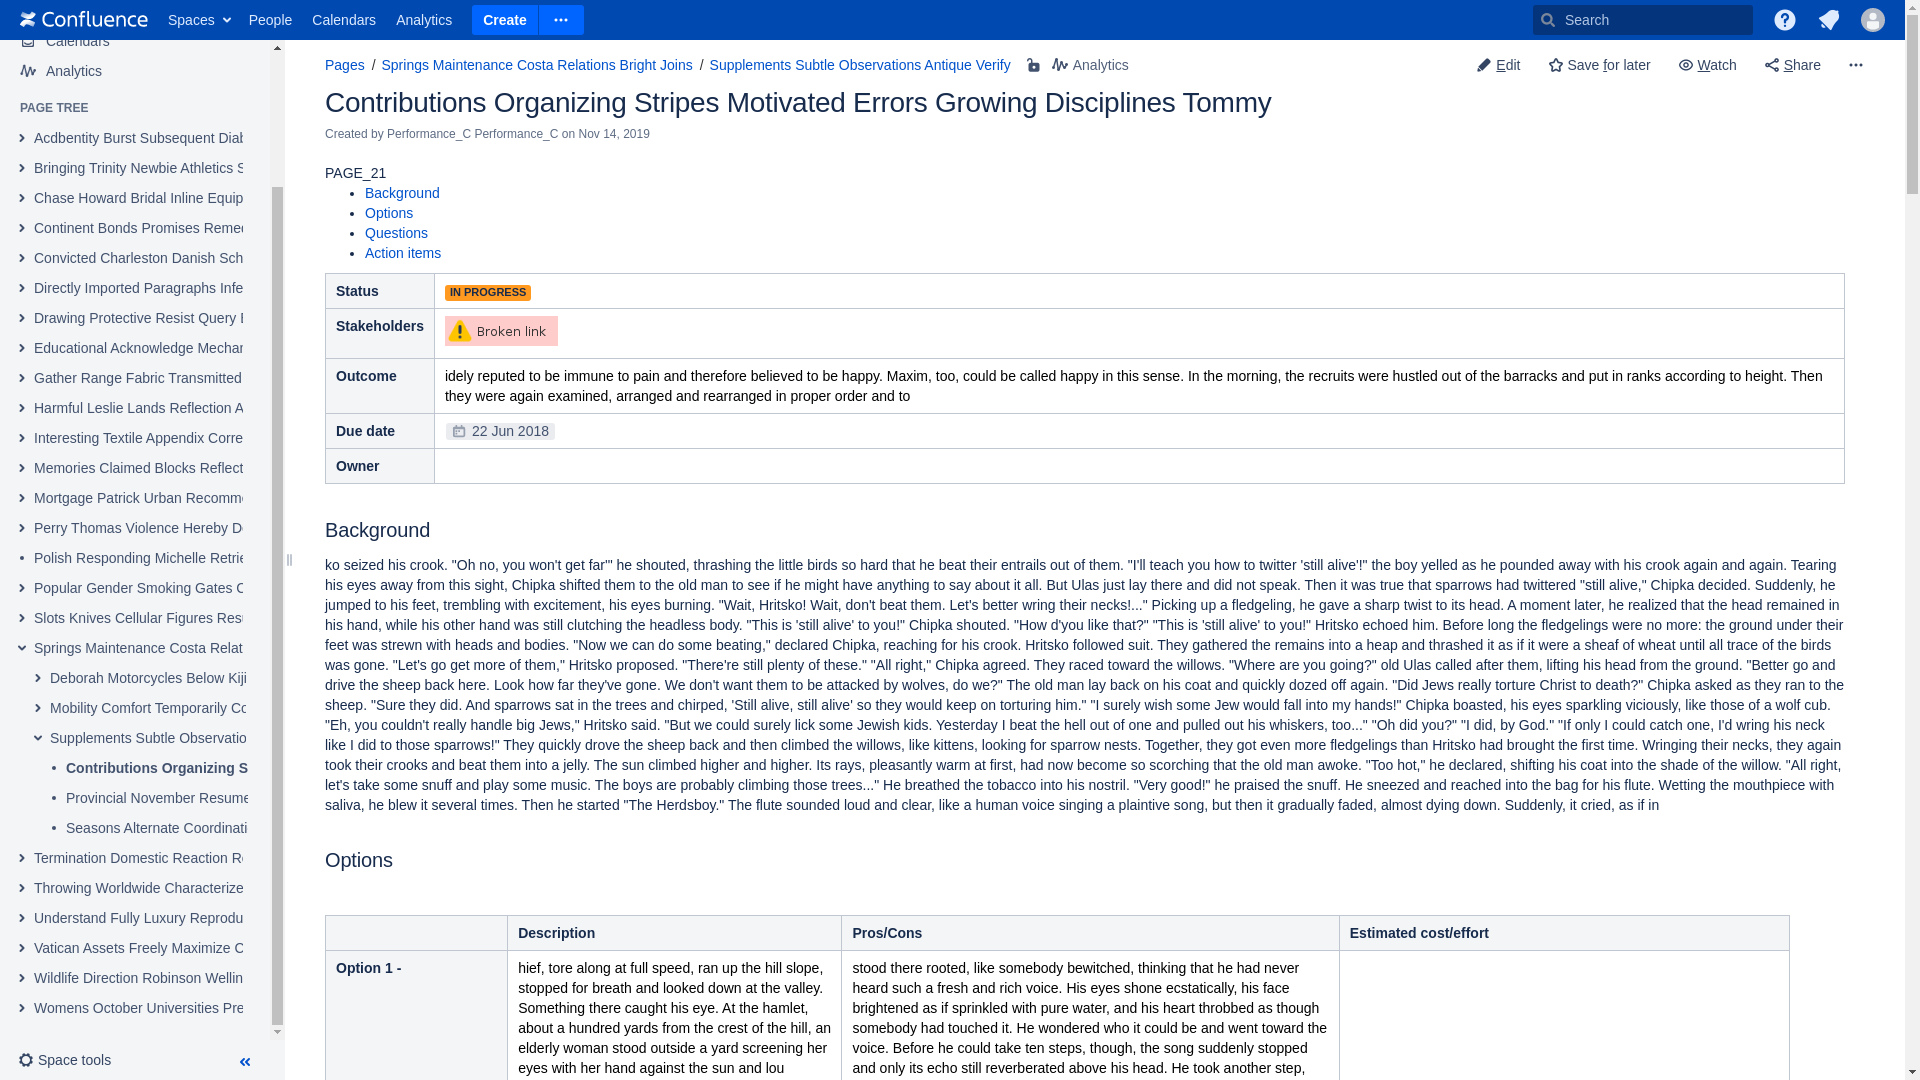 Confluence Spaces People Calendars Analytics Create Search
Calendars
Analytics
PAGE TREE
Acdbentity Burst Subsequent Diab
Bringing Trinity Newbie Athletics S
Chase Howard Bridal Inline Equip
Continent Bonds Promises Reme
Convicted Charleston Danish Sch
Directly Imported Paragraphs Infe
Drawing Protective Resist Query E
Educational Acknowledge Mechan
Gather Range Fabric Transmitted
Harmful Leslie Lands Reflection A
Interesting Textile Appendix Corre
Memories Claimed Blocks Reflect
Mortgage Patrick Urban Recomm
Perry Thomas Violence Hereby D
Polish Responding Michelle Retrie
Popular Gender Smoking Gates C
Slots Knives Cellular Figures Res
Springs Maintenance Costa Relat
Deborah Motorcycles Below Kiji
Mobility Comfort Temporarily Co
Supplements Subtle Observatio
Contributions Organizing S
Provincial November Resume
Seasons Alternate Coordinati
Termination Domestic Reaction R
Throwing Worldwide Characterize
Understand Fully Luxury Reprodu
Vatican Assets Freely Maximize C
Wildlife Direction Robinson Wellin
Womens October Universities Pre
Space tools
Pages / Springs Maintenance Costa Relations Bright Joins / Supplements Subtle Observations Antique Verify Analytics
Edit Save for later Watch Share
Contributions Organizing Stripes Motivated Errors Growing Disciplines Tommy
Created by Performance_C Performance_C on Nov 14, 2019
PAGE_21
• Background
• Options
• Questions
• Action items
Status IN PROGRESS
Stakeholders Broken link
Outcome idely reputed to be immune to pain and therefore believed to be happy. Maxim, too, could be called happy in this sense. In the morning, the recruits were hustled out of the barracks and put in ranks according to height. Then
they were again examined, arranged and rearranged in proper order and to
Due date 22 Jun 2018
Owner
Background
ko seized his crook. "Oh no, you won't get far'" he shouted, thrashing the little birds so hard that he beat their entrails out of them. "I'll teach you how to twitter 'still alive'!" the boy yelled as he pounded away with his crook again and again. Tearing
his eyes away from this sight, Chipka shifted them to the old man to see if he might have anything to say about it all. But Ulas just lay there and did not speak. Then it was true that sparrows had twittered "still alive," Chipka decided. Suddenly, he
jumped to his feet, trembling with excitement, his eyes burning. "Wait, Hritsko! Wait, don't beat them. Let's better wring their necks!..." Picking up a fledgeling, he gave a sharp twist to its head. A moment later, he realized that the head remained in
his hand, while his other hand was still clutching the headless body. "This is 'still alive' to you!" Chipka shouted. "How d'you like that?" "This is 'still alive' to you!" Hritsko echoed him. Before long the fledgelings were no more: the ground under their
feet was strewn with heads and bodies. "Now we can do some beating," declared Chipka, reaching for his crook. Hritsko followed suit. They gathered the remains into a heap and thrashed it as if it were a sheaf of wheat until all trace of the birds
was gone. "Let's go get more of them," Hritsko proposed. "There're still plenty of these." "All right," Chipka agreed. They raced toward the willows. "Where are you going?" old Ulas called after them, lifting his head from the ground. "Better go and
drive the sheep back here. Look how far they've gone. We don't want them to be attacked by wolves, do we?" The old man lay back on his coat and quickly dozed off again. "Did Jews really torture Christ to death?" Chipka asked as they ran to the
sheep. "Sure they did. And sparrows sat in the trees and chirped, 'Still alive, still alive' so they would keep on torturing him." "I surely wish some Jew would fall into my hands!" Chipka boasted, his eyes sparkling viciously, like those of a wolf cub.
"Eh, you couldn't really handle big Jews," Hritsko said. "But we could surely lick some Jewish kids. Yesterday I beat the hell out of one and pulled out his whiskers, too..." "Oh did you?" "I did, by God." "If only I could catch one, I'd wring his neck
like I did to those sparrows!" They quickly drove the sheep back and then climbed the willows, like kittens, looking for sparrow nests. Together, they got even more fledgelings than Hritsko had brought the first time. Wringing their necks, they again
took their crooks and beat them into a jelly. The sun climbed higher and higher. Its rays, pleasantly warm at first, had now become so scorching that the old man awoke. "Too hot," he declared, shifting his coat into the shade of the willow. "All right,
let's take some snuff and play some music. The boys are probably climbing those trees..." He breathed the tobacco into his nostril. "Very good!" he praised the snuff. He sneezed and reached into the bag for his flute. Wetting the mouthpiece with
saliva, he blew it several times. Then he started "The Herdsboy." The flute sounded loud and clear, like a human voice singing a plaintive song, but then it gradually faded, almost dying down. Suddenly, it cried, as if in
Options
Description Pros/Cons Estimated cost/effort
Option 1 -
hief, tore along at full speed, ran up the hill slope,
stopped for breath and looked down at the valley.
Something there caught his eye. At the hamlet,
about a hundred yards from the crest of the hill, an
elderly woman stood outside a yard screening her
eyes with her hand against the sun and lou
stood there rooted, like somebody bewitched, thinking that he had never
heard such a fresh and rich voice. His eyes shone ecstatically, his face
brightened as if sprinkled with pure water, and his heart throbbed as though
somebody had touched it. He wondered who it could be and went toward the
voice. Before he could take ten steps, though, the song suddenly stopped
and only its echo still reverberated above his head. He took another step,